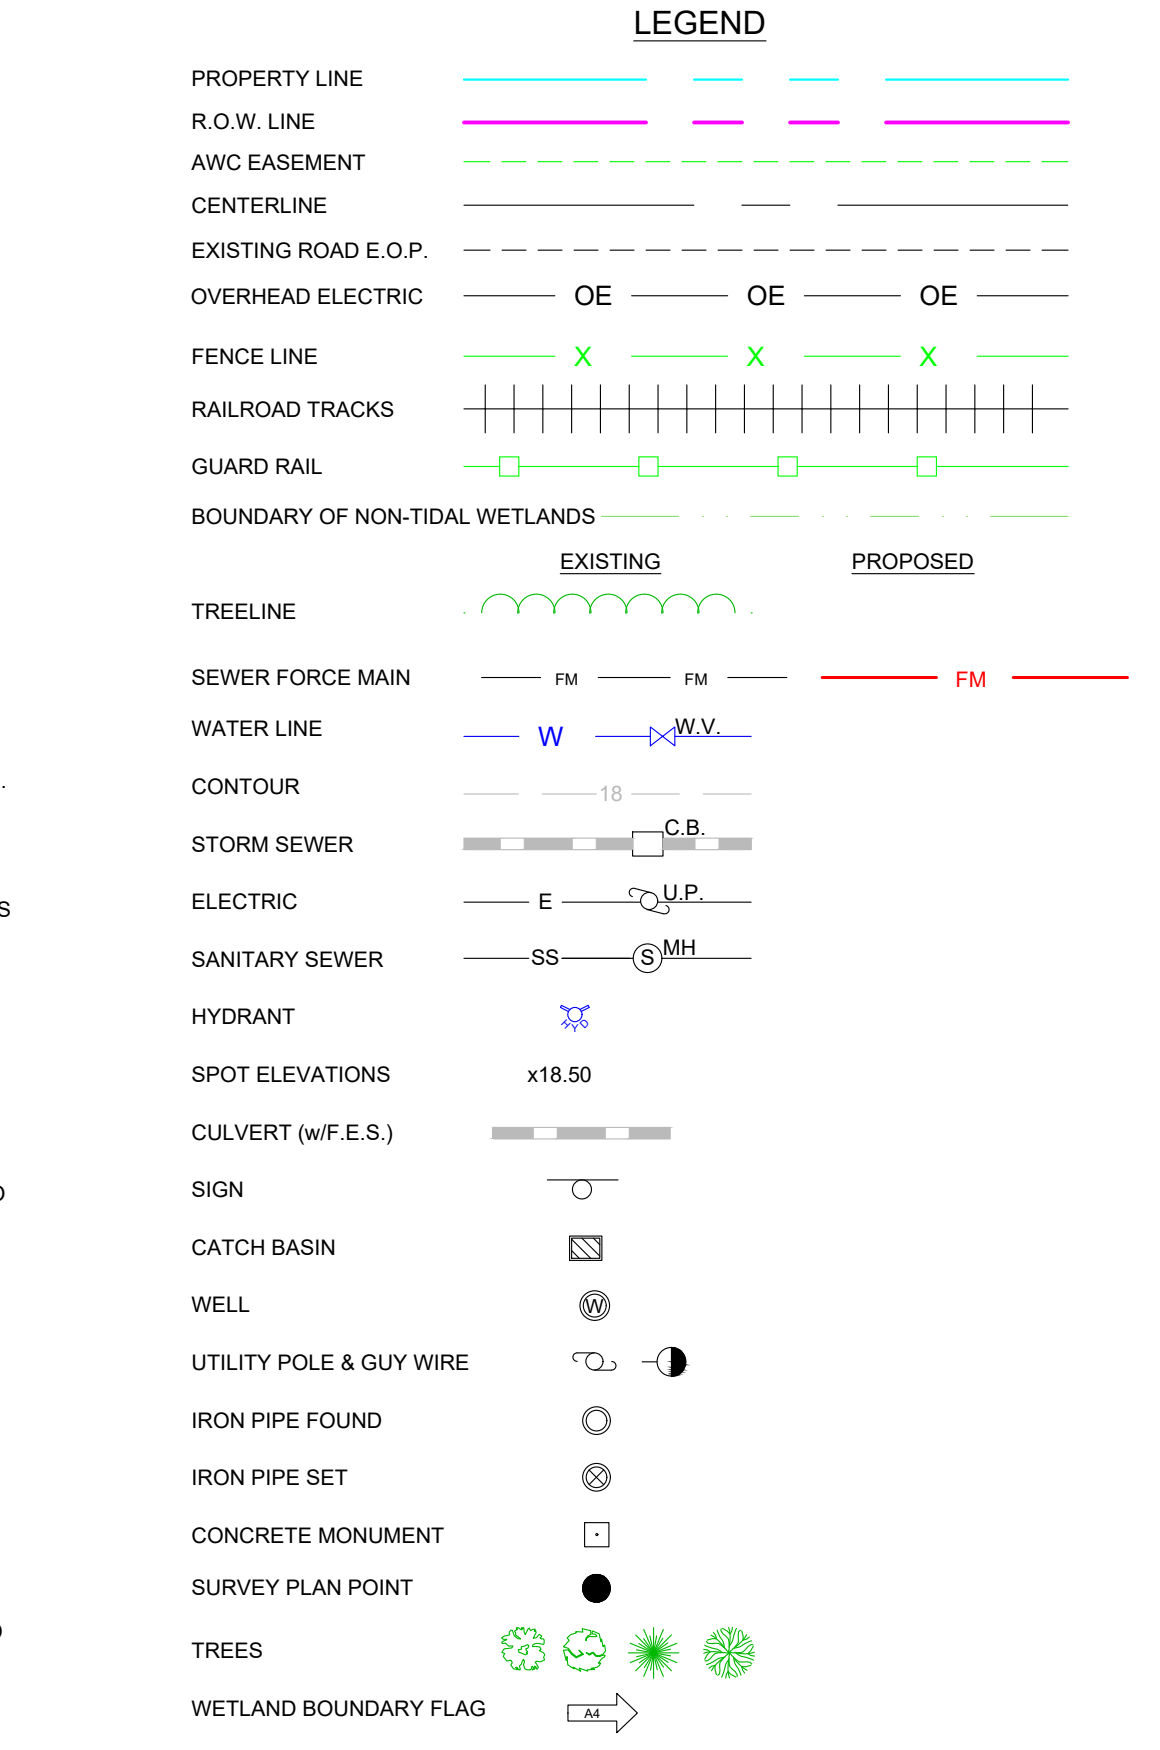 LEGEND
PROPERTY LINE
R.O.W. LINE
AWC EASEMENT
CENTERLINE
EXISTING ROAD E.O.P.
OVERHEAD ELECTRIC OE OE OE
FENCE LINE X X X
RAILROAD TRACKS
GUARD RAIL
BOUNDARY OF NON-TIDAL WETLANDS
EXISTING PROPOSED
TREELINE
SEWER FORCE MAIN FM FM FM
WATER LINE W W.V.
CONTOUR 18
STORM SEWER C.B.
ELECTRIC E U.P.
SANITARY SEWER SS S MH
HYDRANT HYD
SPOT ELEVATIONS x18.50
CULVERT (w/F.E.S.)
SIGN
CATCH BASIN
WELL W
UTILITY POLE & GUY WIRE
IRON PIPE FOUND
IRON PIPE SET
CONCRETE MONUMENT
SURVEY PLAN POINT
TREES
WETLAND BOUNDARY FLAG A4